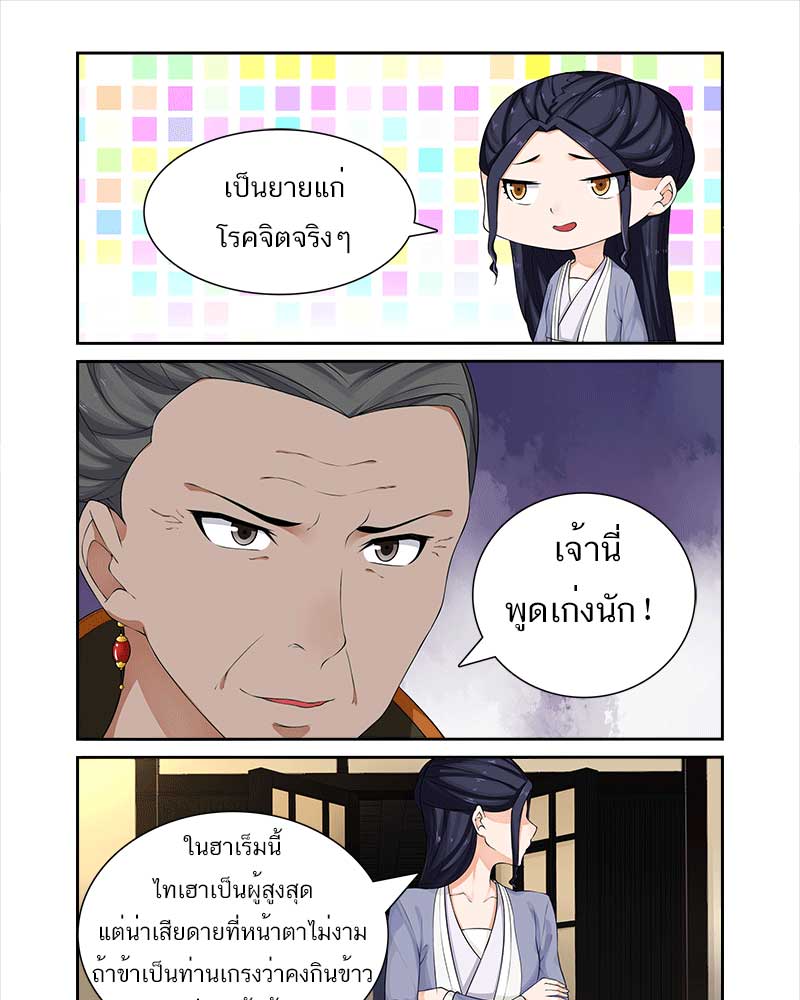 เป็นยายแก่
โรคจิตจริงๆ
เจ้านี่
พูดเก่งนัก!
ในฮาเร็มนี้
ไทเฮาเป็นผู้สูงสุด
แต่น่าเสียดายที่หน้าตาไม่งาม
ถ้าข้าเป็นท่านเกรงว่าคงกินข้าว